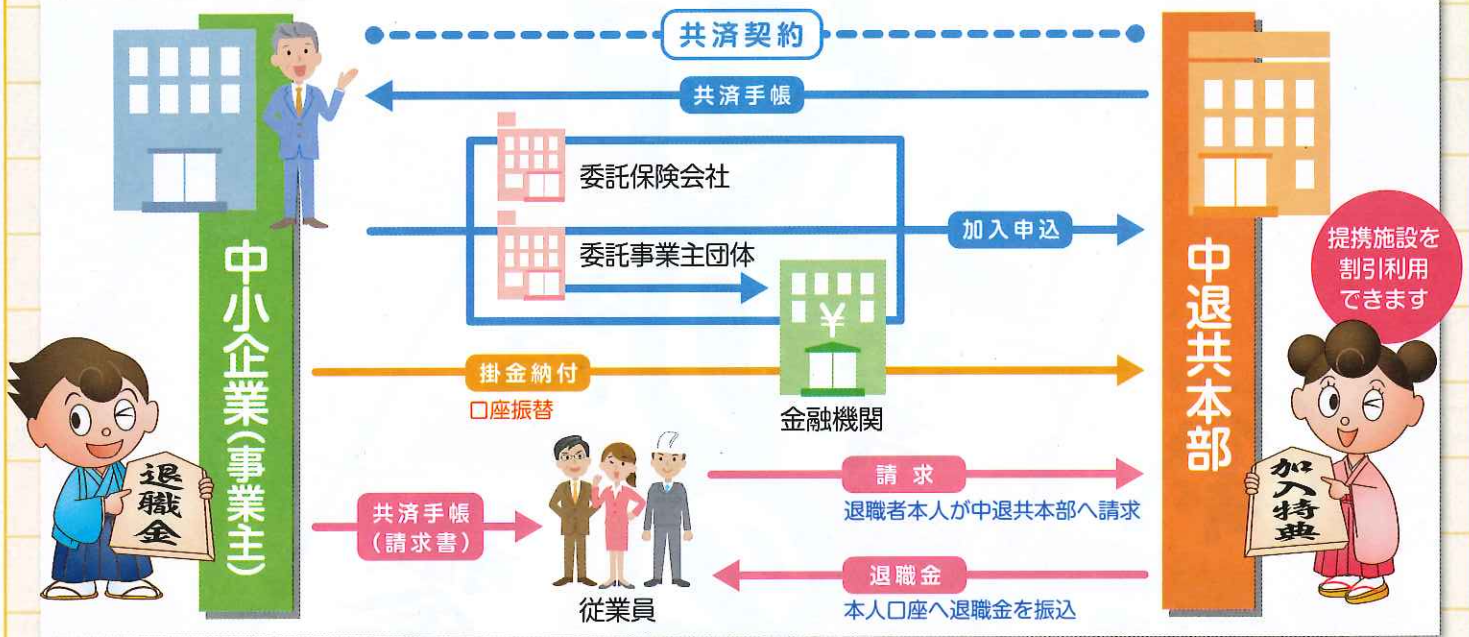 共済契約
共済手帳
委託保険会社
加入申込
委託事業主団体
中小企業（事業主）
中退共本部
提携施設を
割引利用
できます
¥
掛金納付
口座振替
金融機関
退職金
加入特典
共済手帳
（請求書）
従業員
請求
退職者本人が中退共本部へ請求
退職金
本人口座へ退職金を振込